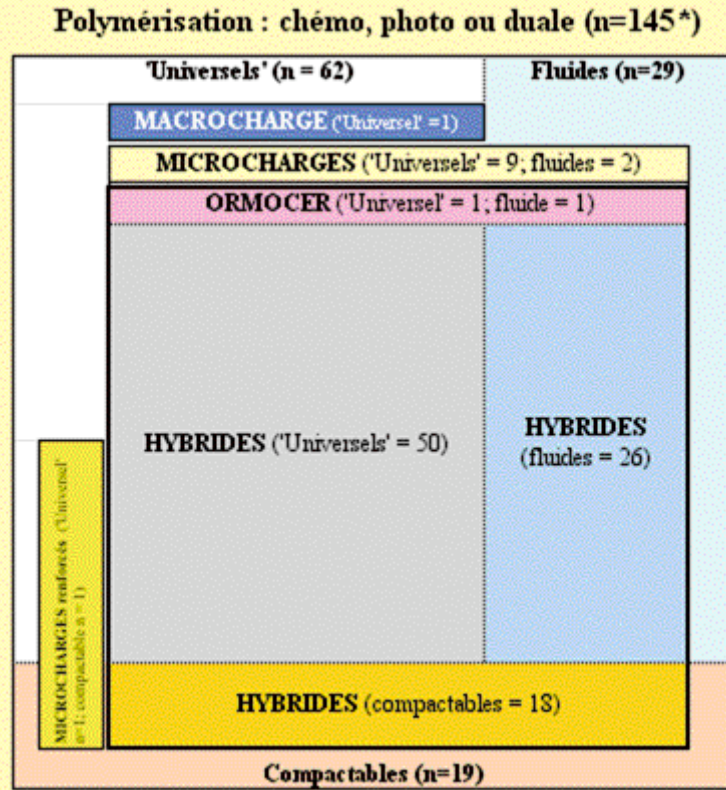 Polymérisation : chémo, photo ou duale (n=145*)
'Universels' (n = 62)
Fluides (n=29)
MACROCHARGE ('Universel' =1)
MICROCHARGES ('Universels' = 9; fluides = 2)
ORMOCER ('Universel' = 1; fluide = 1)
HYBRIDES ('Universels' = 50)
HYBRIDES
(fluides = 26)
MICROCHARGES renforcés ('Universel'
n=1; compactable n = 1)
HYBRIDES (compactables = 18)
Compactables (n=19)